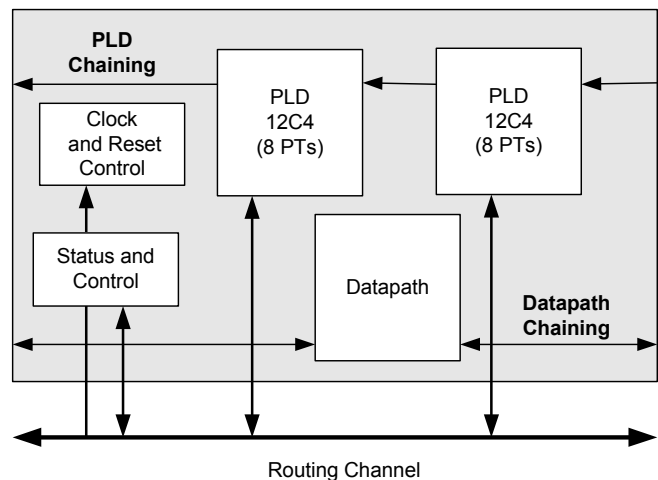 PLD
Chaining
PLD
12C4
(8 PTs)
PLD
12C4
(8 PTs)
Clock
and Reset
Control
Status and
Control
Datapath
Datapath
Chaining
Routing Channel